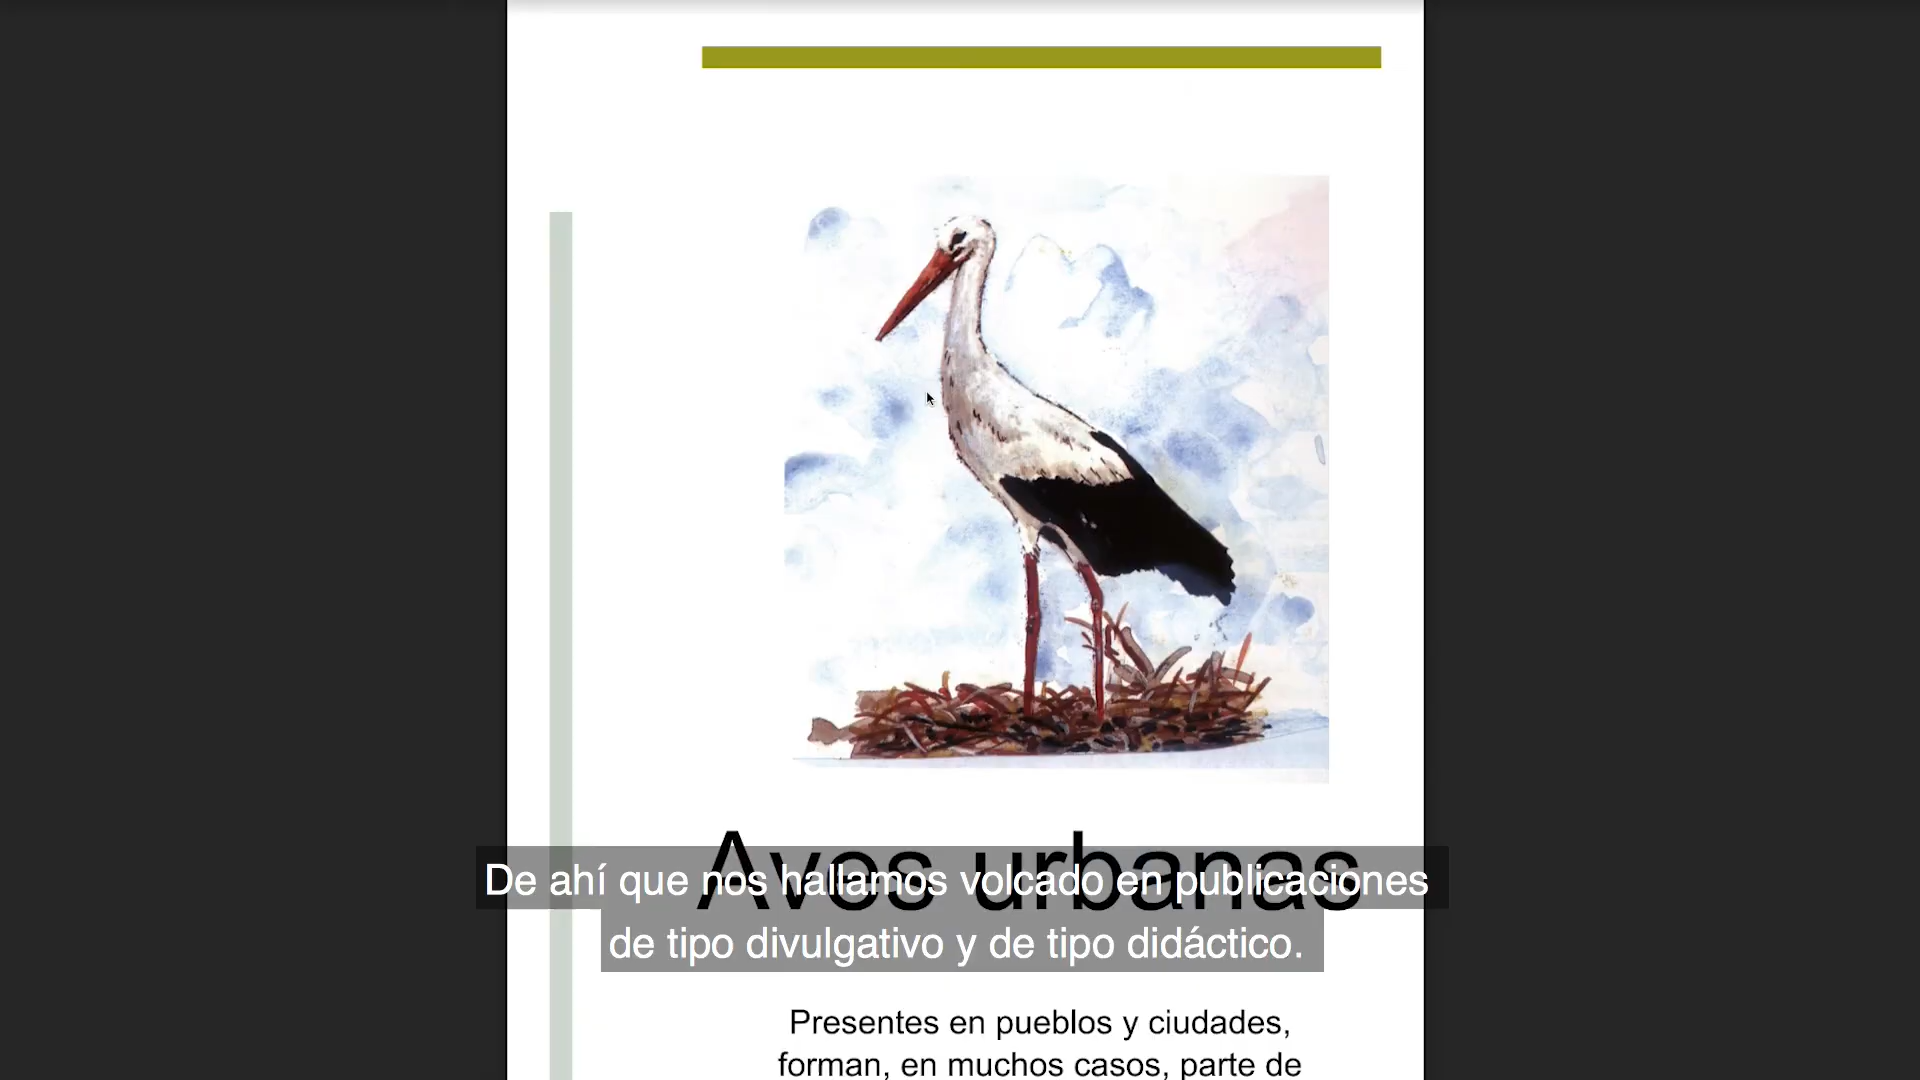 Aves urbanas
De ahí que nos hallamos volcado en publicaciones
de tipo divulgativo y de tipo didáctico.
Presentes en pueblos y ciudades,
forman, en muchos casos, parte de